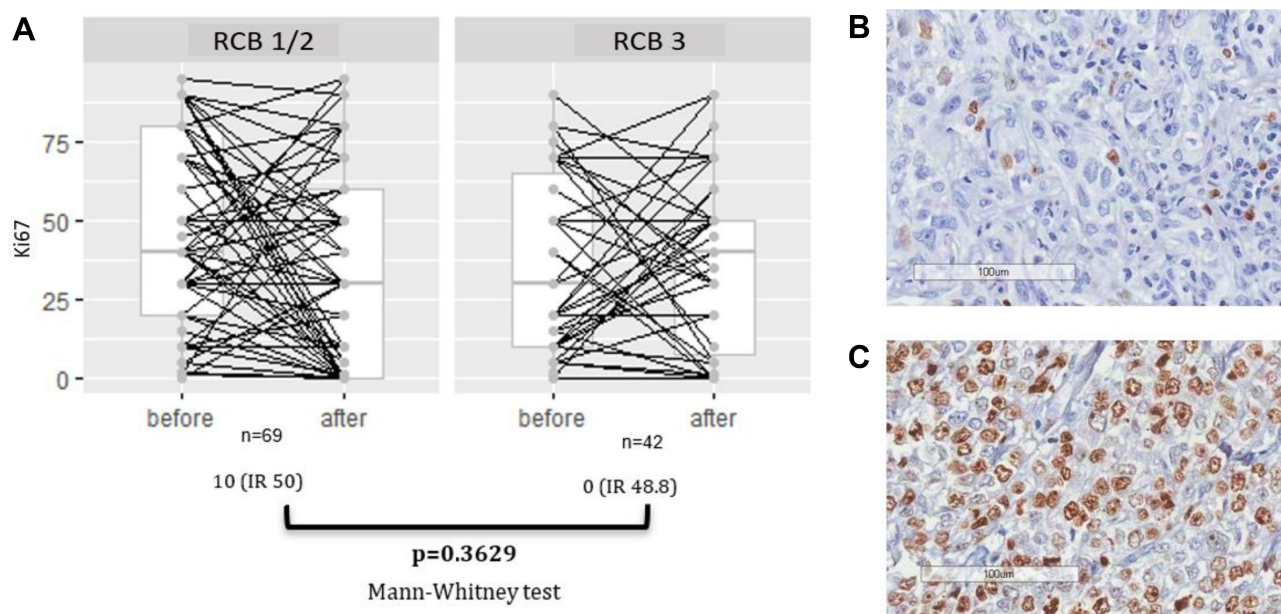 A
RCB 1/2
RCB 3
Ki67
75
50
25
0
before
after
before
after
n=69
n=42
10 (IR 50)
0 (IR 48.8)
p=0.3629
Mann-Whitney test
B
100um
C
100um